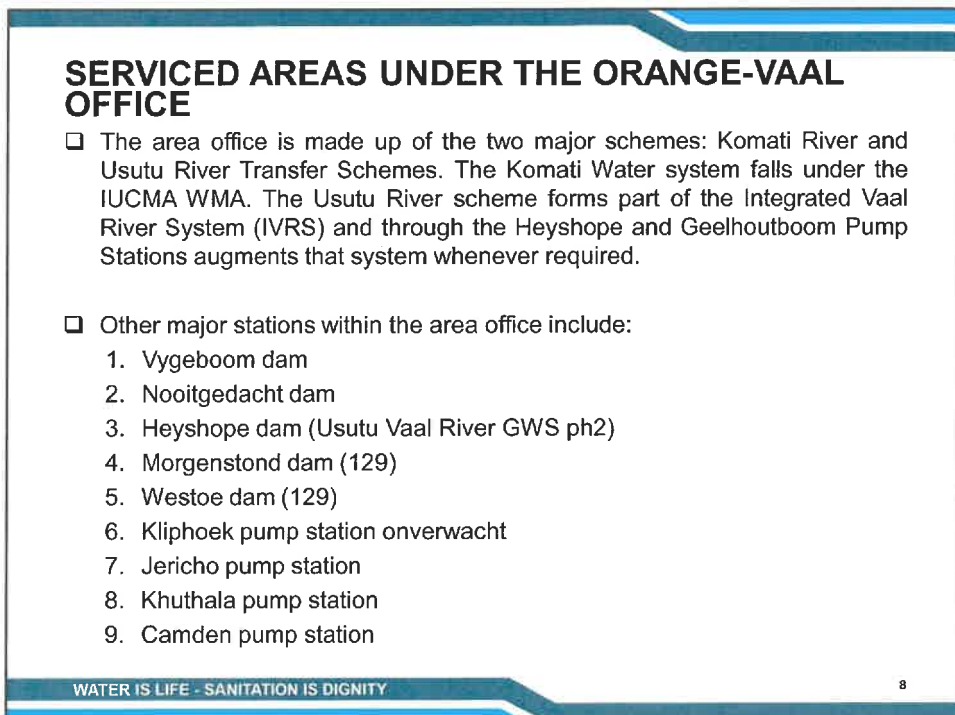 SERVICED AREAS UNDER THE ORANGE-VAAL
OFFICE
❑ The area office is made up of the two major schemes: Komati River and
Usutu River Transfer Schemes. The Komati Water system falls under the
IUCMA WMA. The Usutu River scheme forms part of the Integrated Vaal
River System (IVRS) and through the Heyshope and Geelhoutboom Pump
Stations augments that system whenever required.
❑ Other major stations within the area office include:
1. Vygeboom dam
2. Nooitgedacht dam
3. Heyshope dam (Usutu Vaal River GWS ph2)
4. Morgenstond dam (129)
5. Westoe dam (129)
6. Kliphoek pump station onverwacht
7. Jericho pump station
8. Khuthala pump station
9. Camden pump station
WATER IS LIFE - SANITATION IS DIGNITY
8